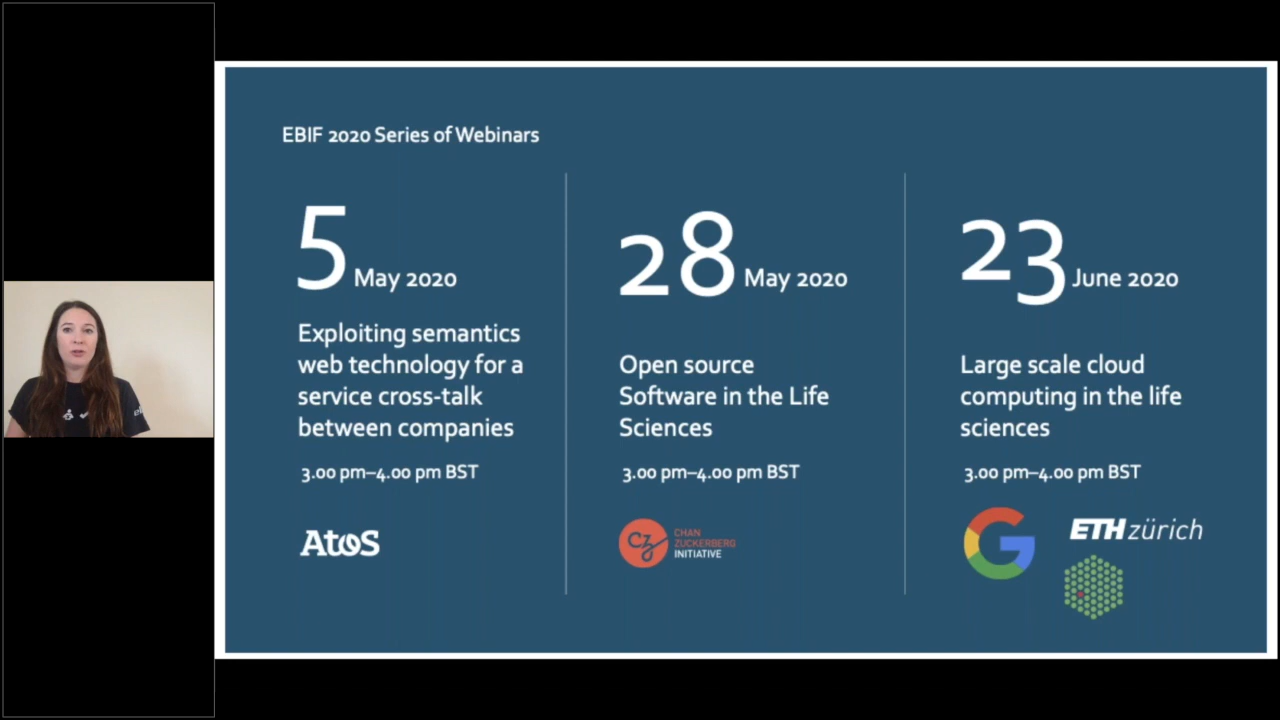 EBIF 2020 Series of Webinars
5 May 2020
Exploiting semantics
web technology for a
service cross-talk
between companies
3.00 pm–4.00 pm BST
Atos
28 May 2020
Open source
Software in the Life
Sciences
3.00 pm–4.00 pm BST
CZ
CHAN
ZUCKERBERG
INITIATIVE
23 June 2020
Large scale cloud
computing in the life
sciences
3.00 pm–4.00 pm BST
G
ETH zürich